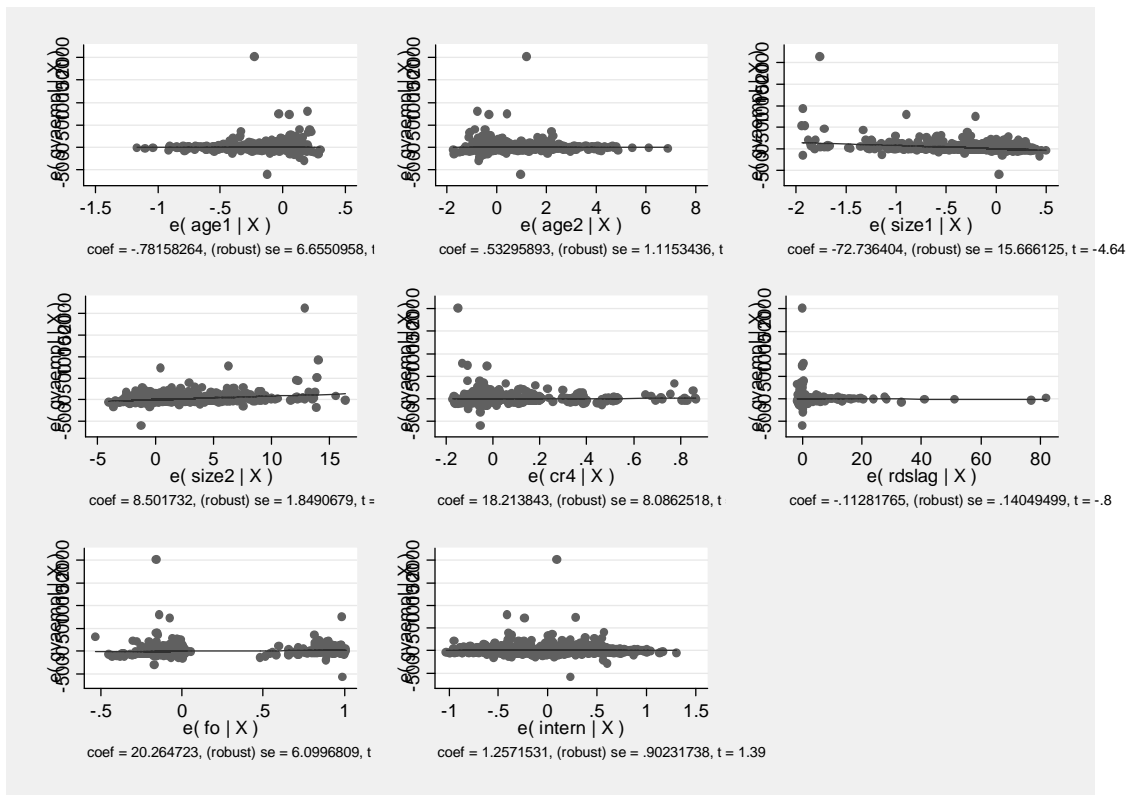 -1.5 -1 -.5 0 .5
e( age1 | X )
coef = -.78158264, (robust) se = 6.6550958, t
-2 0 2 4 6 8
e( age2 | X )
coef = .53295893, (robust) se = 1.1153436, t
-2 -1.5 -1 -.5 0 .5
e( size1 | X )
coef = -72.736404, (robust) se = 15.666125, t = -4.64
-5 0 5 10 15
e( size2 | X )
coef = 8.501732, (robust) se = 1.8490679, t =
-.2 0 .2 .4 .6 .8
e( cr4 | X )
coef = 18.213843, (robust) se = 8.0862518, t
0 20 40 60 80
e( rdslag | X )
coef = -.11281765, (robust) se = .14049499, t = -.8
-.5 0 .5 1
e( fo | X )
coef = 20.264723, (robust) se = 6.0996809, t
-1 -.5 0 .5 1 1.5
e( intern | X )
coef = 1.2571531, (robust) se = .90231738, t = 1.39